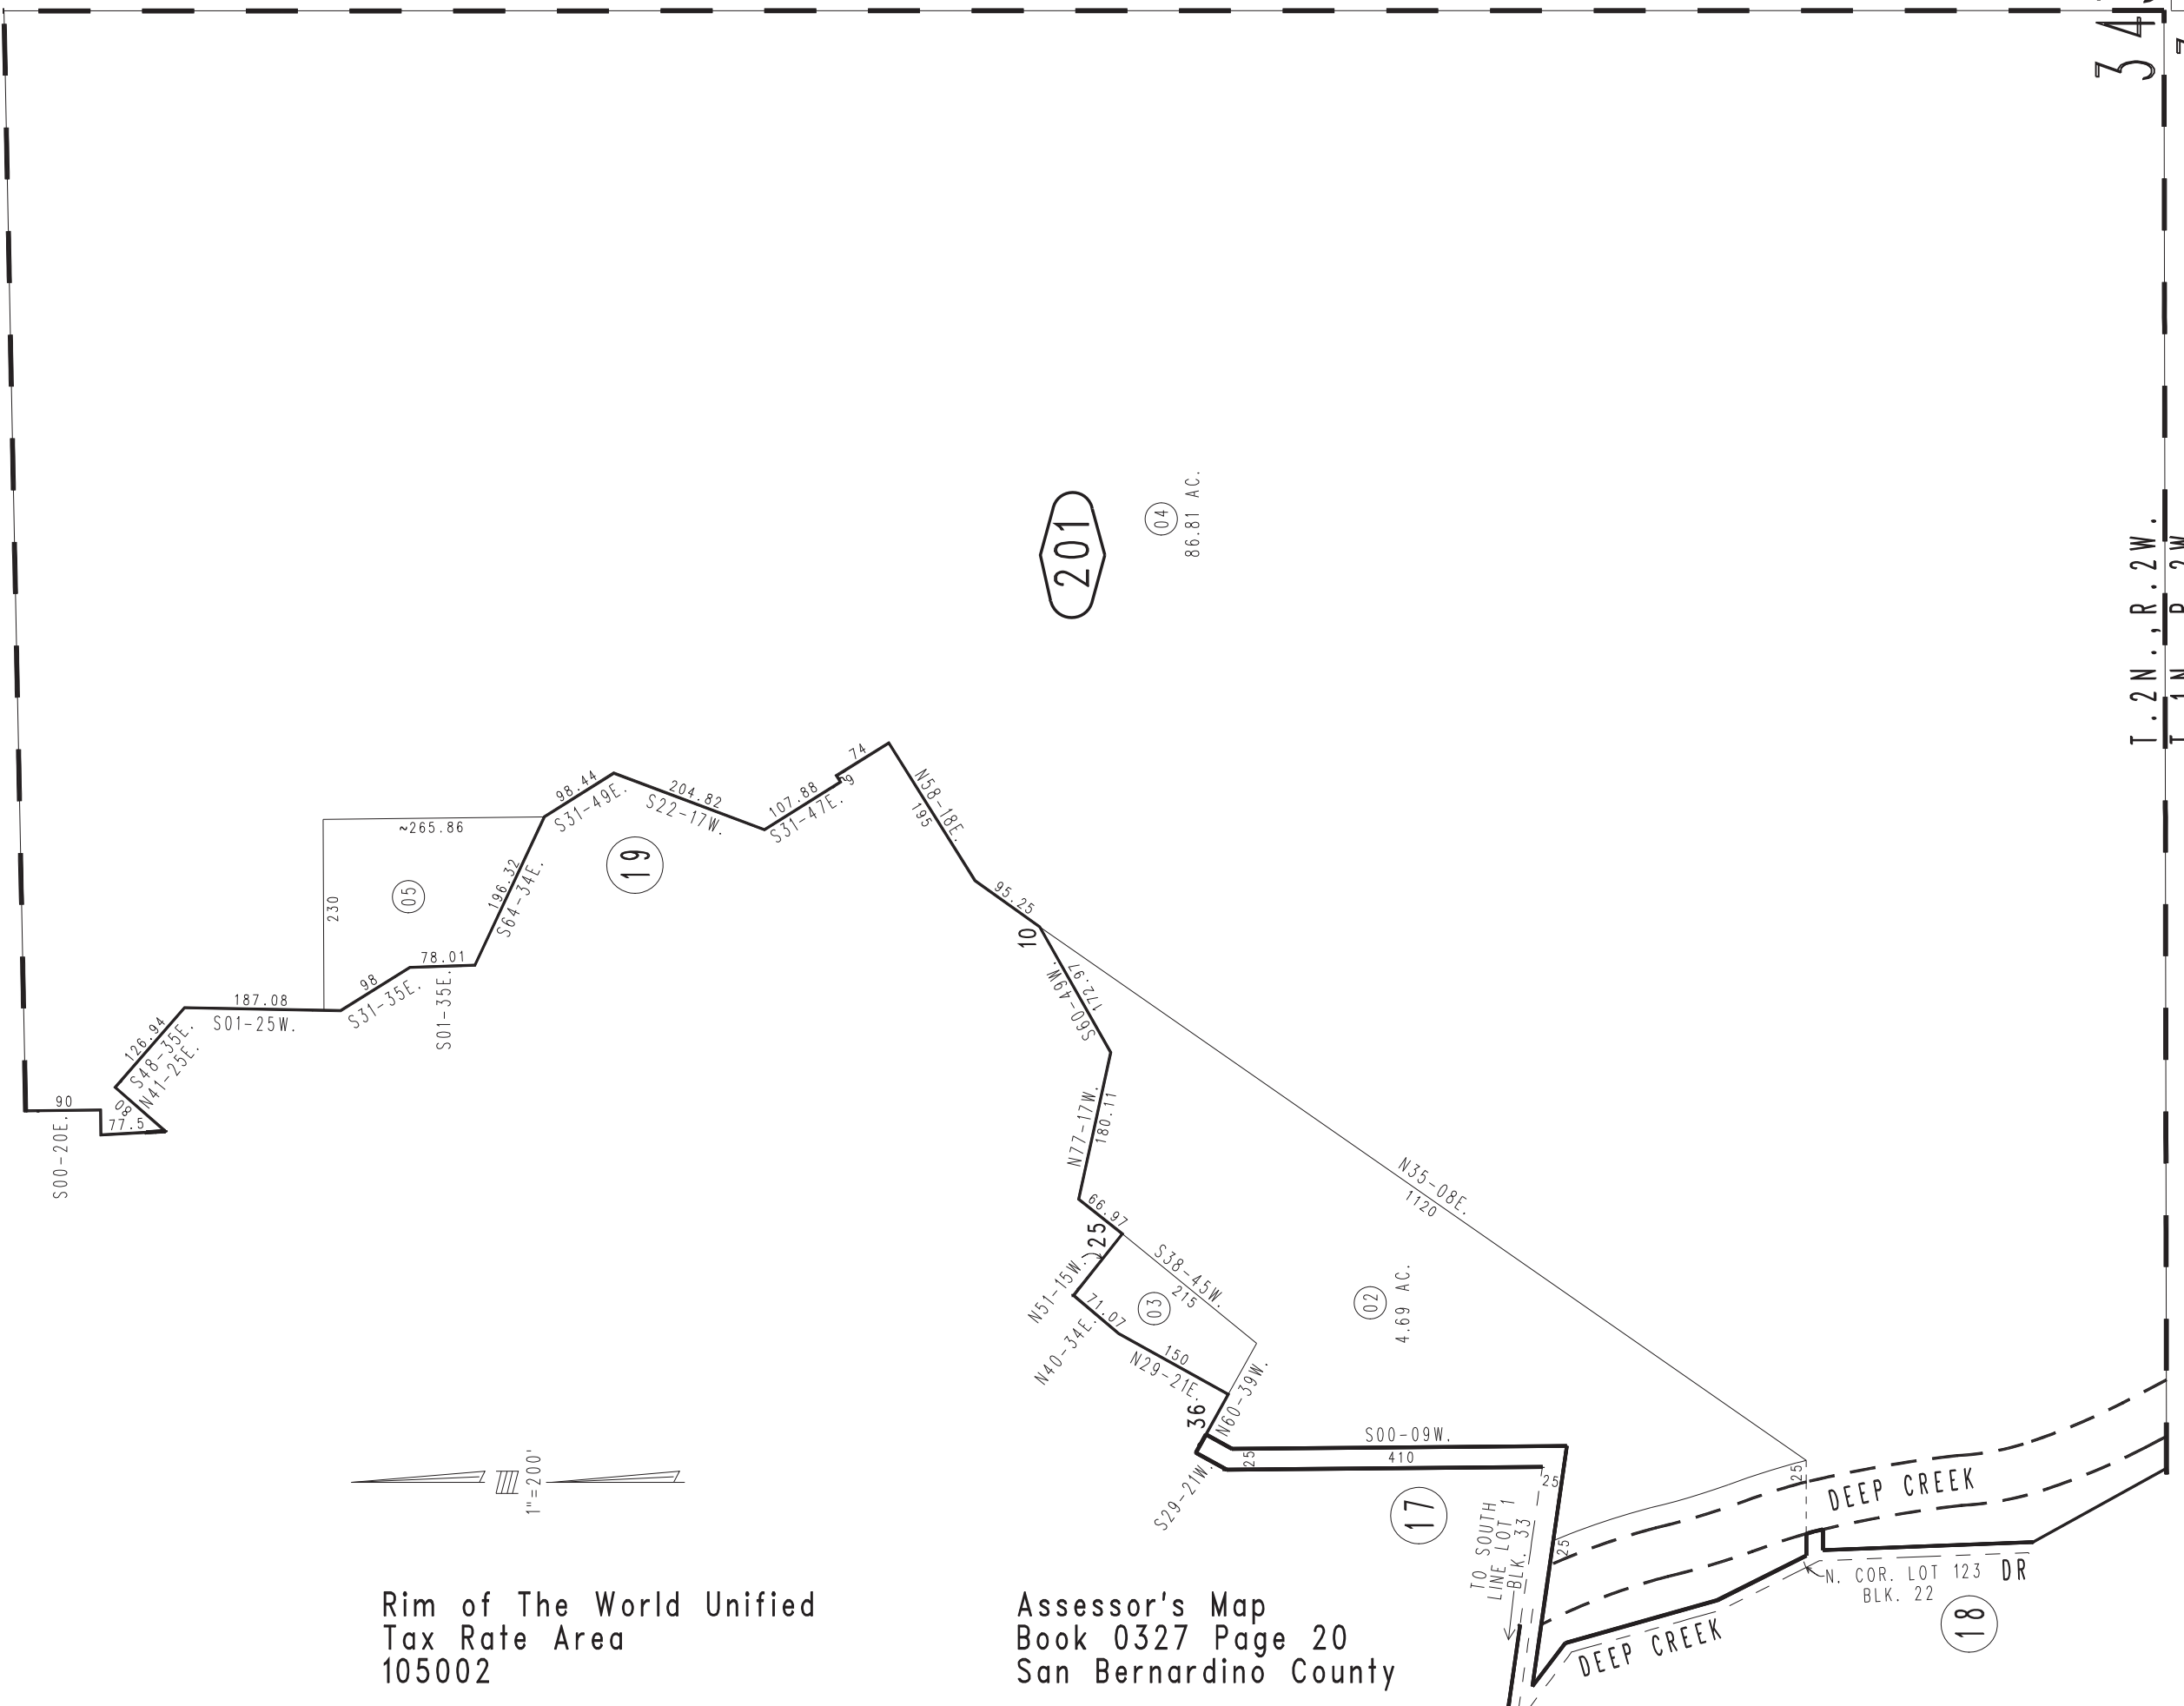 34
T.2N.,R.2W.
201
04
86.81 AC.
74
9
N58-18E.
195
98.44
S31-49E.
204.82
S22-17W.
107.88
S31-47E.
~265.86
19
196.32
S64-34E.
05
230
95.25
10
172.97
S60-49W.
78.01
S01-35E.
98
S31-35E.
187.08
S01-25W.
126.94
S48-35E.
N41-25E.
80
90
77.5
S00-20E.
N77-17W.
180.11
N35-08E.
1120
66.97
25
N51-15W.
S38-45W.
215
71.07
03
N40-34E.
02
4.69 AC.
150
N29-21E.
36
N60-39W.
S00-09W.
410
25
S29-21W.
25
17
25
25
TO SOUTH
LINE LOT 1
BLK. 33
DEEP CREEK
DEEP CREEK
DR
N. COR. LOT 123
BLK. 22
18
1"=200'
Rim of The World Unified
Tax Rate Area
105002
Assessor's Map
Book 0327 Page 20
San Bernardino County